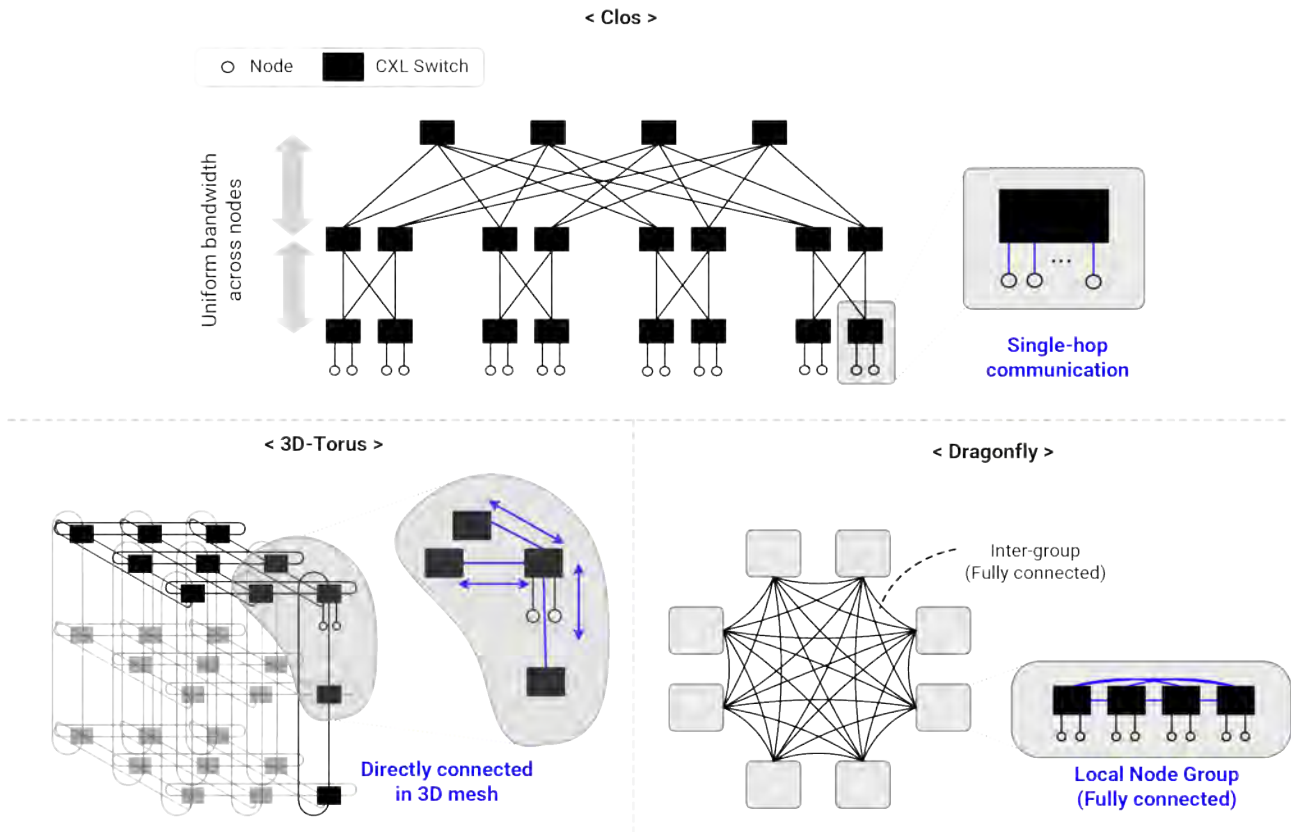 < Clos >
Node
CXL Switch
Uniform bandwidth
across nodes
...
Single-hop
communication
< 3D-Torus >
Directly connected
in 3D mesh
< Dragonfly >
Inter-group
(Fully connected)
Local Node Group
(Fully connected)